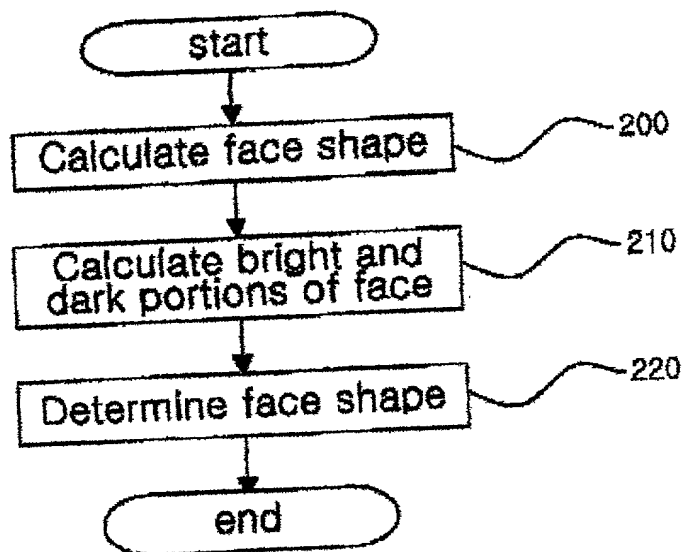 start
Calculate face shape
200
Calculate bright and
dark portions of face
210
Determine face shape
220
end